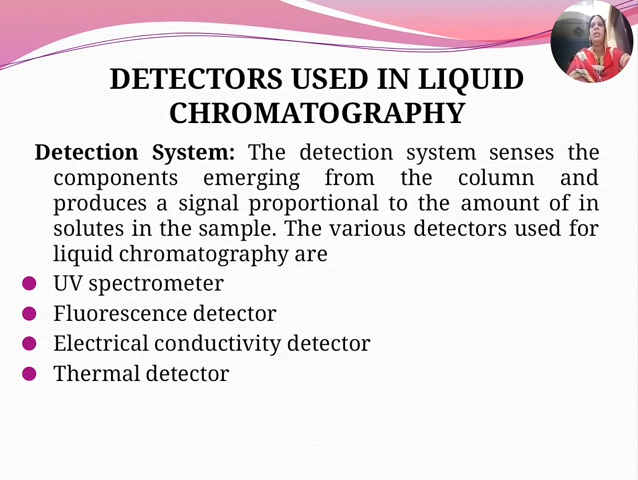 DETECTORS USED IN LIQUID
CHROMATOGRAPHY
Detection System: The detection system senses the
components emerging from the column and
produces a signal proportional to the amount of in
solutes in the sample. The various detectors used for
liquid chromatography are
UV spectrometer
Fluorescence detector
Electrical conductivity detector
Thermal detector